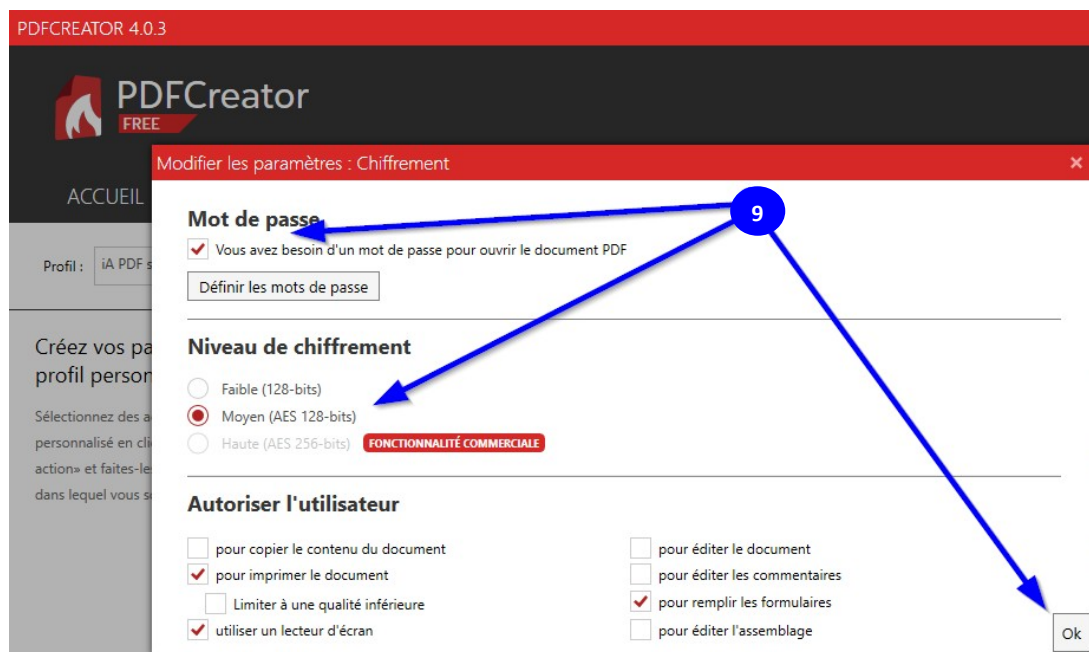 PDFCREATOR 4.0.3
PDFCreator
FREE
Modifier les paramètres : Chiffrement
×
ACCUEIL
Mot de passe
9
Vous avez besoin d'un mot de passe pour ouvrir le document PDF
Profil :
iA PDF s
Définir les mots de passe
Créez vos pa
profil person
Niveau de chiffrement
Faible (128-bits)
Sélectionnez des a
Moyen (AES 128-bits)
personnalisé en cli
Haute (AES 256-bits) FONCTIONNALITÉ COMMERCIALE
action» et faites-le
dans lequel vous s
Autoriser l'utilisateur
pour copier le contenu du document
pour éditer le document
pour imprimer le document
pour éditer les commentaires
Limiter à une qualité inférieure
pour remplir les formulaires
utiliser un lecteur d'écran
pour éditer l'assemblage
Ok